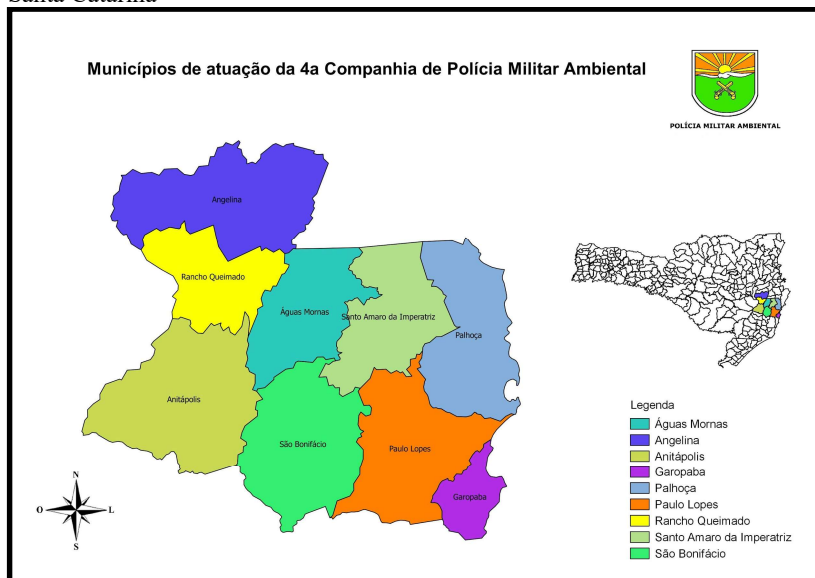 Municípios de atuação da 4a Companhia de Polícia Militar Ambiental
POLÍCIA MILITAR AMBIENTAL
Angelina
Rancho Queimado
Águas Mornas
Santo Amaro da Imperatriz
Palhoça
Anitápolis
São Bonifácio
Paulo Lopes
Garopaba
N
O
L
S
Legenda
Águas Mornas
Angelina
Anitápolis
Garopaba
Palhoça
Paulo Lopes
Rancho Queimado
Santo Amaro da Imperatriz
São Bonifácio